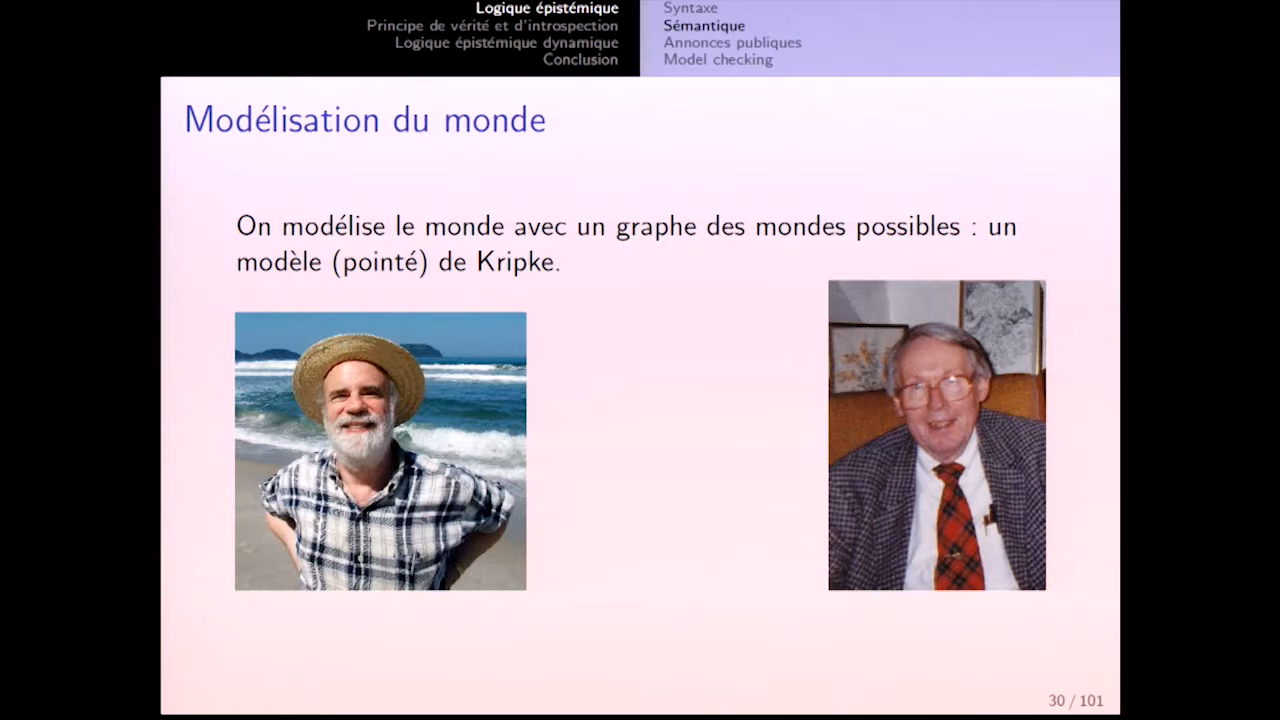 Logique épistémique
Principe de vérité et d'introspection
Logique épistémique dynamique
Conclusion
Syntaxe
Sémantique
Annonces publiques
Model checking
Modélisation du monde
On modélise le monde avec un graphe des mondes possibles : un
modèle (pointé) de Kripke.
30 / 101